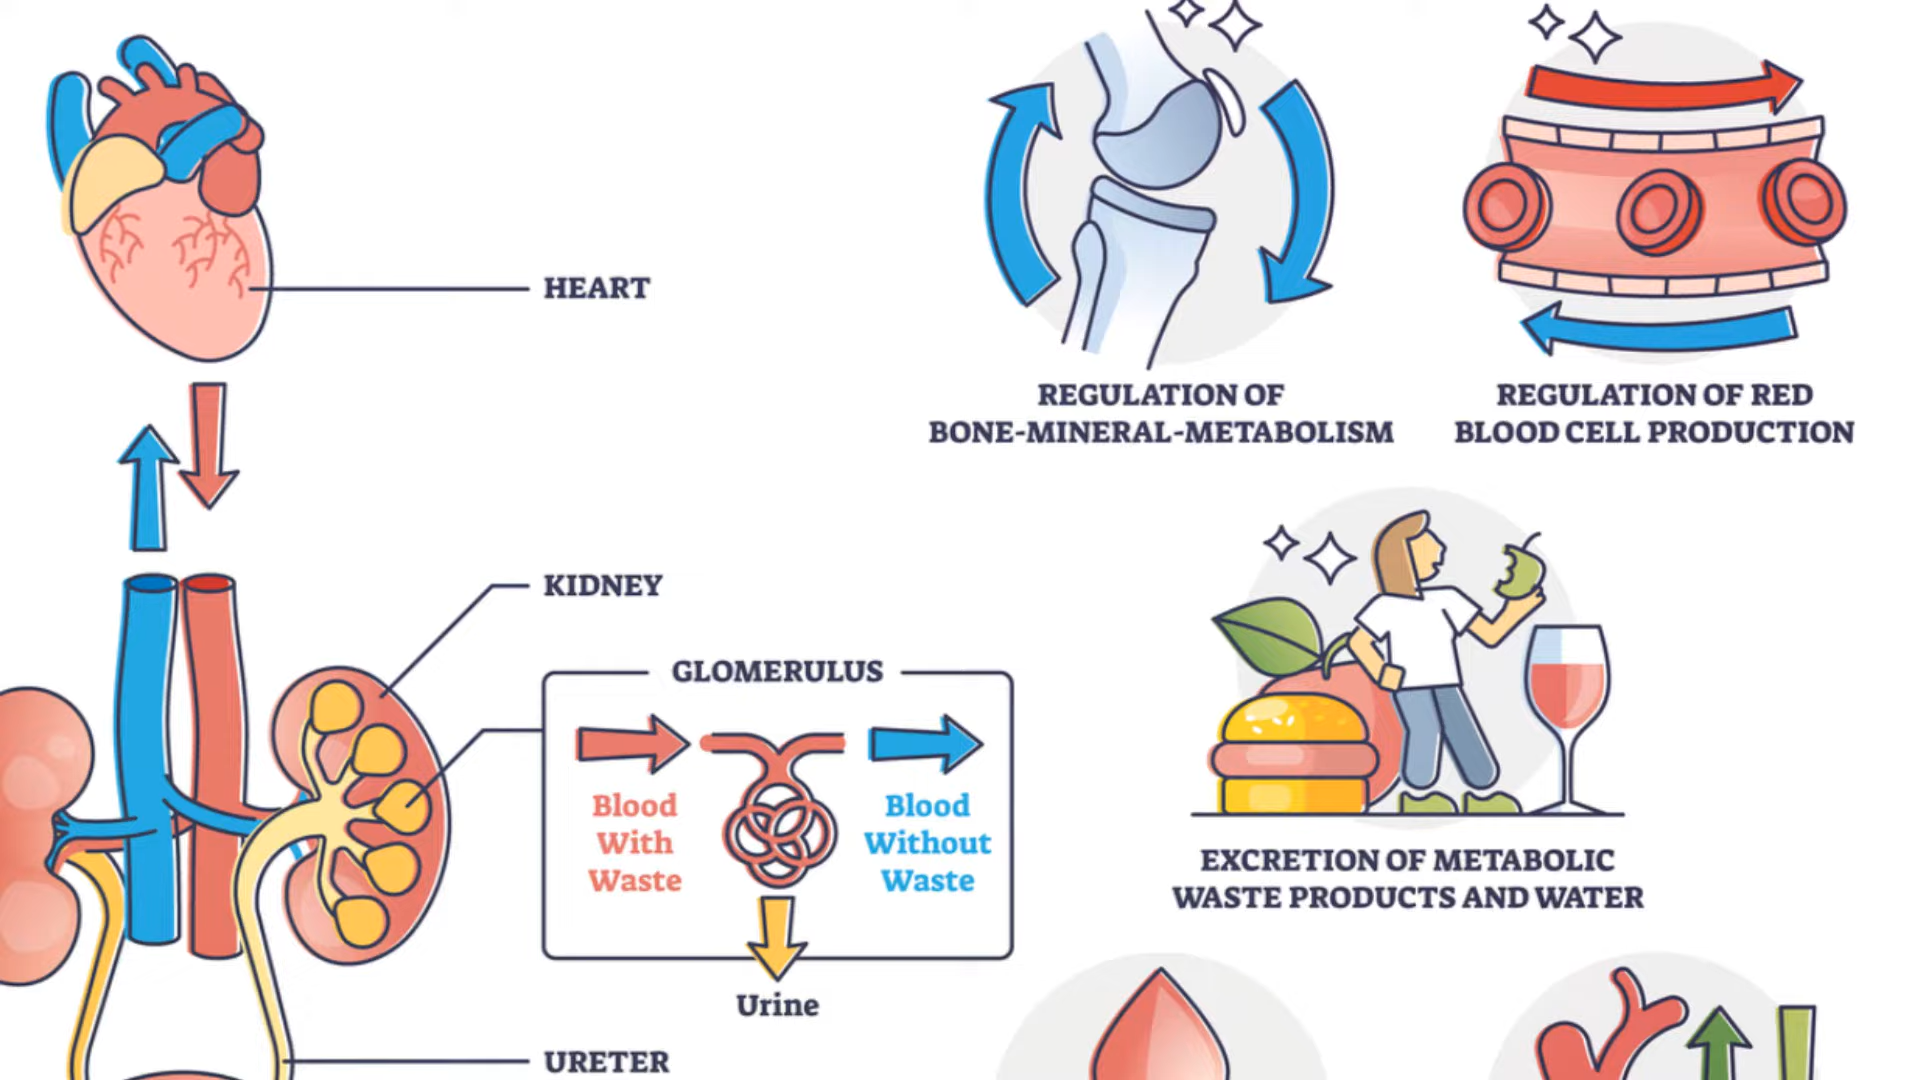 HEART
KIDNEY
GLOMERULUS
Blood
With
Waste
Blood
Without
Waste
Urine
URETER
REGULATION OF
BONE-MINERAL-METABOLISM
REGULATION OF RED
BLOOD CELL PRODUCTION
EXCRETION OF METABOLIC
WASTE PRODUCTS AND WATER